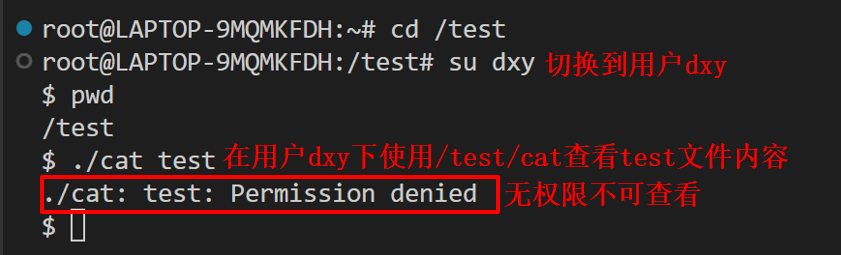 root@LAPTOP-9MQMKFDH:~# cd /test
root@LAPTOP-9MQMKFDH:/test# su dxy 切换到用户dxy
$ pwd
/test
$ ./cat test 在用户dxy下使用/test/cat查看test文件内容
./cat: test: Permission denied 无权限不可查看
$